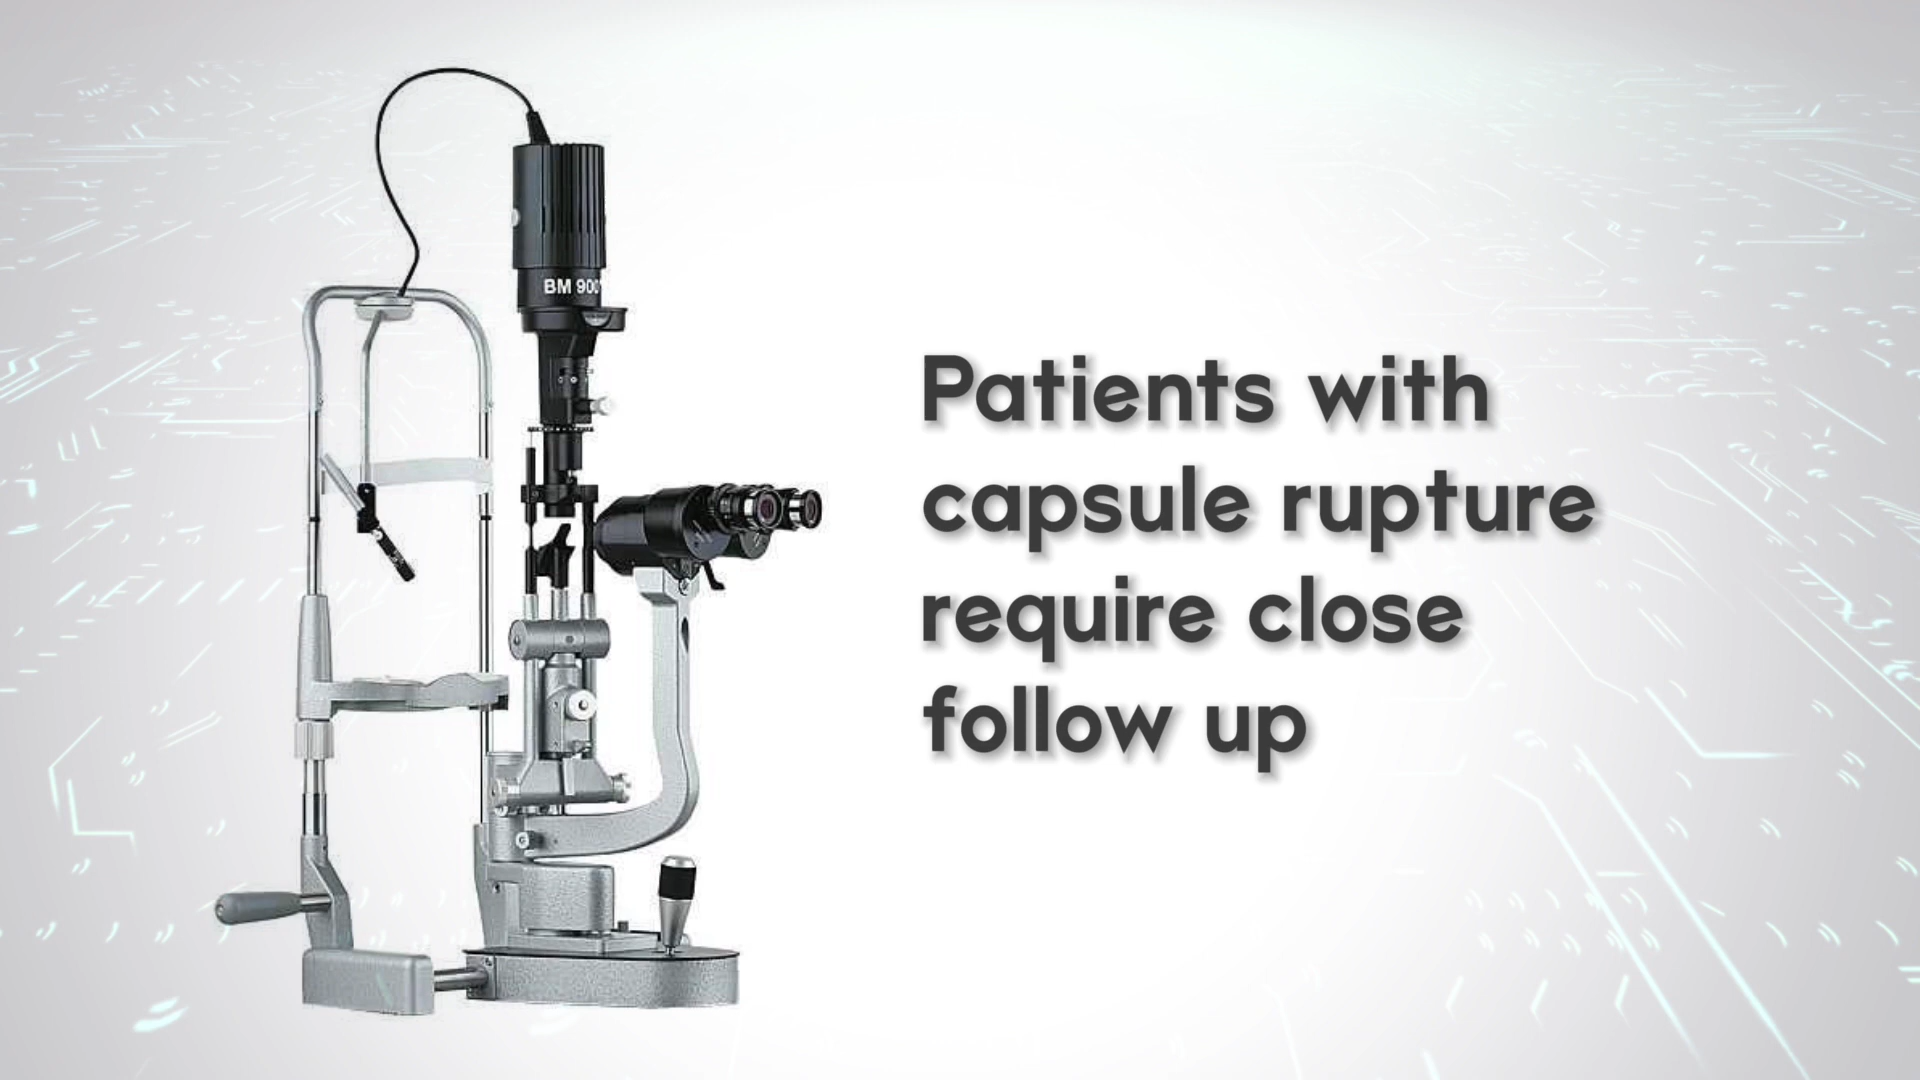 BM 900
Patients with
capsule rupture
require close
follow up